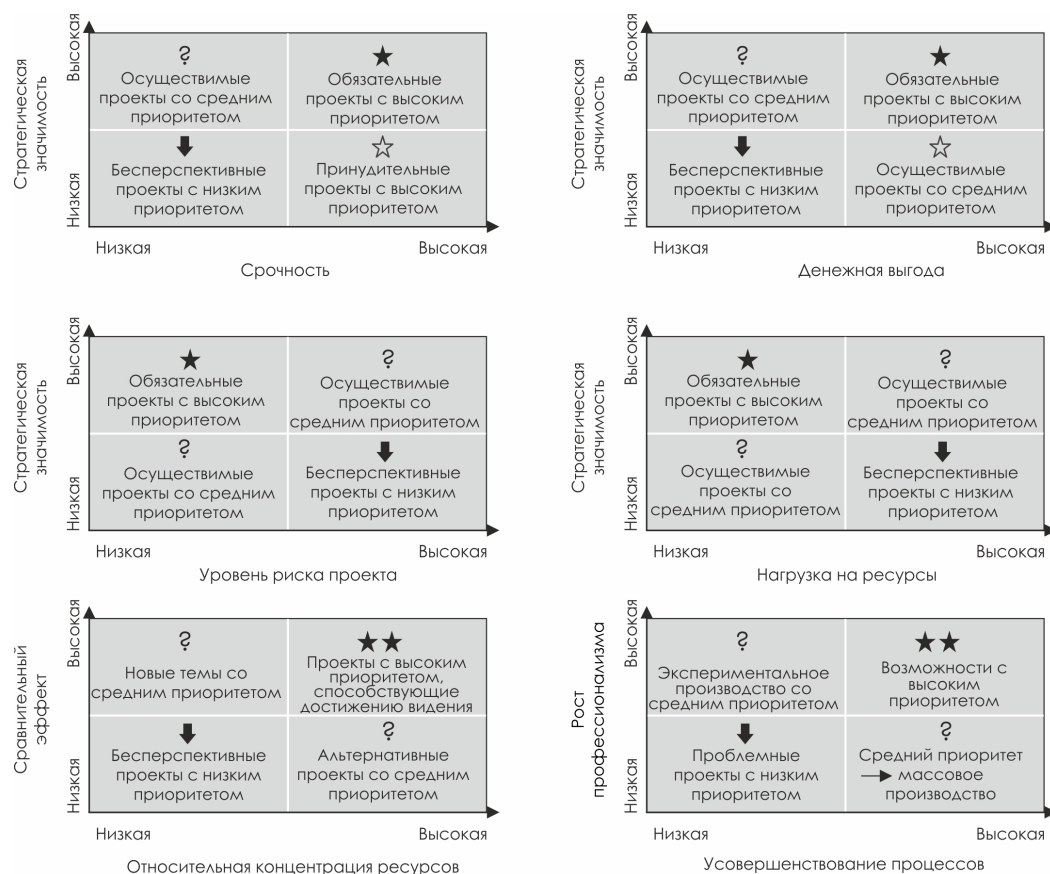 Стратегическая
значимость
Высокая
Низкая
?
Осуществимые
проекты со средним
приоритетом
Обязательные
проекты с высоким
приоритетом
Бесперспективные
проекты с низким
приоритетом
Принудительные
проекты с высоким
приоритетом
Низкая
Высокая
Срочность
Стратегическая
значимость
Высокая
Низкая
?
Осуществимые
проекты со средним
приоритетом
Обязательные
проекты с высоким
приоритетом
Бесперспективные
проекты с низким
приоритетом
Осуществимые
проекты со средним
приоритетом
Низкая
Высокая
Денежная выгода
Стратегическая
значимость
Высокая
Низкая
Обязательные
проекты с высоким
приоритетом
?
Осуществимые
проекты со
средним приоритетом
?
Осуществимые
проекты со средним
приоритетом
Бесперспективные
проекты с низким
приоритетом
Низкая
Высокая
Уровень риска проекта
Стратегическая
значимость
Высокая
Низкая
Обязательные
проекты с высоким
приоритетом
?
Осуществимые
проекты со
средним приоритетом
?
Осуществимые
проекты со
средним приоритетом
Бесперспективные
проекты с низким
приоритетом
Низкая
Высокая
Нагрузка на ресурсы
Сравнительный
эффект
Высокая
Низкая
?
Новые темы со
средним приоритетом
Проекты с высоким
приоритетом,
способствующие
достижению видения
Бесперспективные
проекты с низким
приоритетом
?
Альтернативные
проекты со средним
приоритетом
Низкая
Высокая
Относительная концентрация ресурсов
Рост
профессионализма
Высокая
Низкая
?
Экспериментальное
производство со
средним приоритетом
Возможности с
высоким
приоритетом
Проблемные
проекты с низким
приоритетом
?
Средний приоритет
массовое
производство
Низкая
Высокая
Усовершенствование процессов